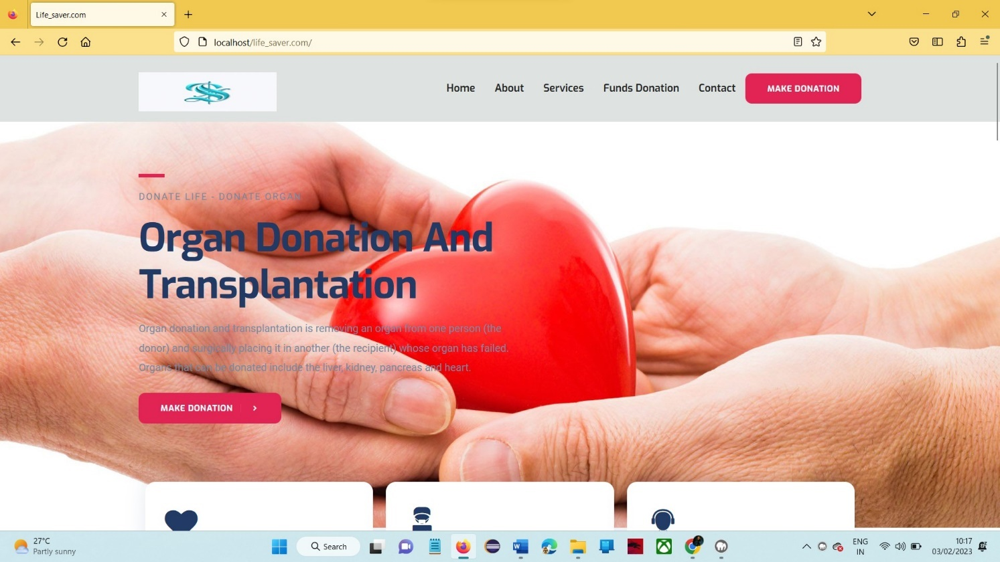 Life_saver.com
localhost/life_saver.com/
Home About Services Funds Donation Contact MAKE DONATION
DONATE LIFE - DONATE ORGAN
Organ Donation And
Transplantation
Organ donation and transplantation is removing an organ from one person (the
donor) and surgically placing it in another (the recipient) whose organ has failed.
Organs that can be donated include the liver, kidney, pancreas and heart.
MAKE DONATION
27°C
Partly sunny
Search
ENG
IN
10:17
03/02/2023